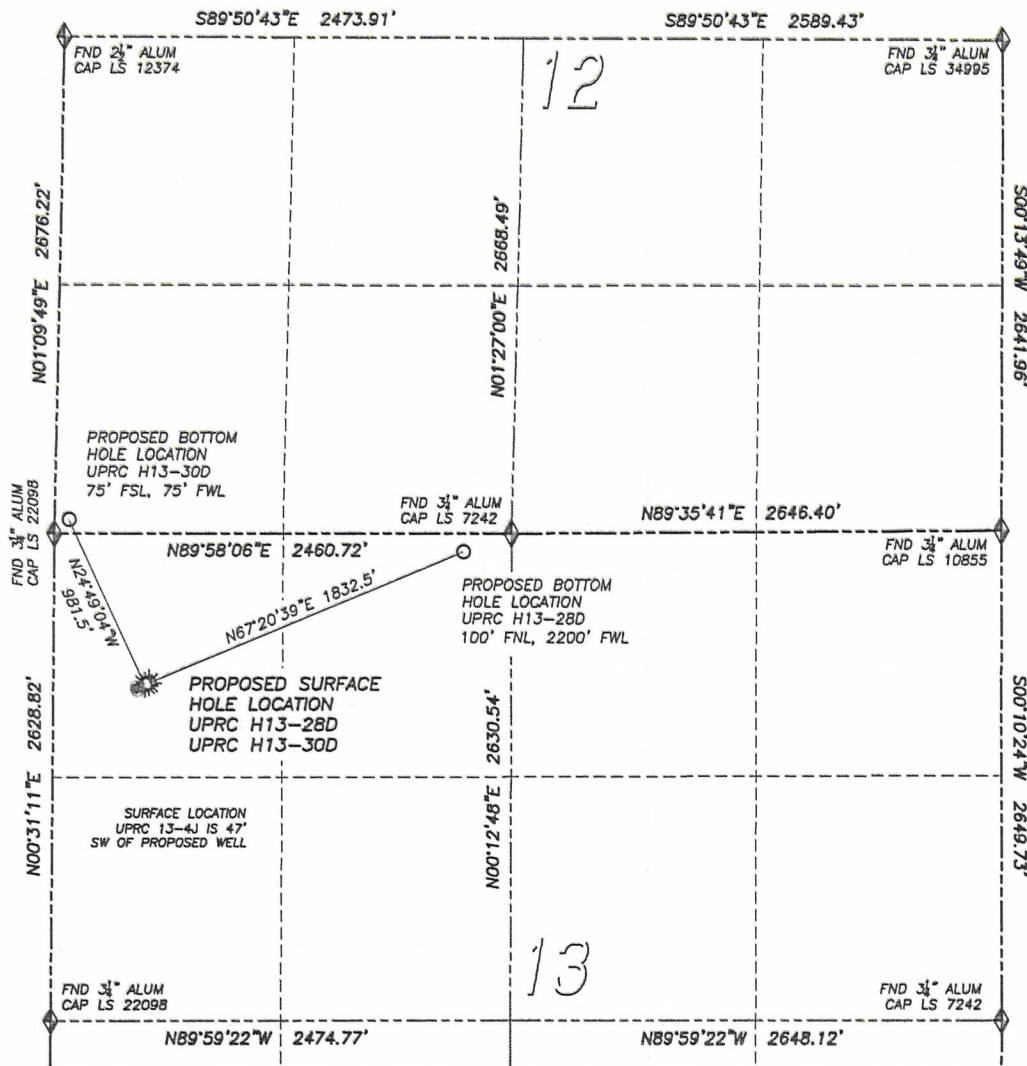 S89°50'43"E 2473.91'
S89°50'43"E 2589.43'
FND 2½" ALUM
CAP LS 12374
12
FND 3¼" ALUM
CAP LS 34995
N01°09'49"E 2676.22'
N01°27'00"E 2668.49'
S00°13'49"W 2641.96'
PROPOSED BOTTOM
HOLE LOCATION
UPRC H13-30D
75' FSL, 75' FWL
FND 3¼" ALUM
CAP LS 22098
FND 3¼" ALUM
CAP LS 7242
N89°35'41"E 2646.40'
N89°58'06"E 2460.72'
FND 3¼" ALUM
CAP LS 10855
N24°49'04"W
981.5'
N67°20'39"E 1832.5'
PROPOSED BOTTOM
HOLE LOCATION
UPRC H13-28D
100' FNL, 2200' FWL
PROPOSED SURFACE
HOLE LOCATION
UPRC H13-28D
UPRC H13-30D
N00°31'11"E 2628.82'
N00°12'48"E 2630.54'
S00°10'24"W 2649.73'
SURFACE LOCATION
UPRC 13-4J IS 47'
SW OF PROPOSED WELL
13
FND 3¼" ALUM
CAP LS 22098
FND 3¼" ALUM
CAP LS 7242
N89°59'22"W 2474.77'
N89°59'22"W 2648.12'